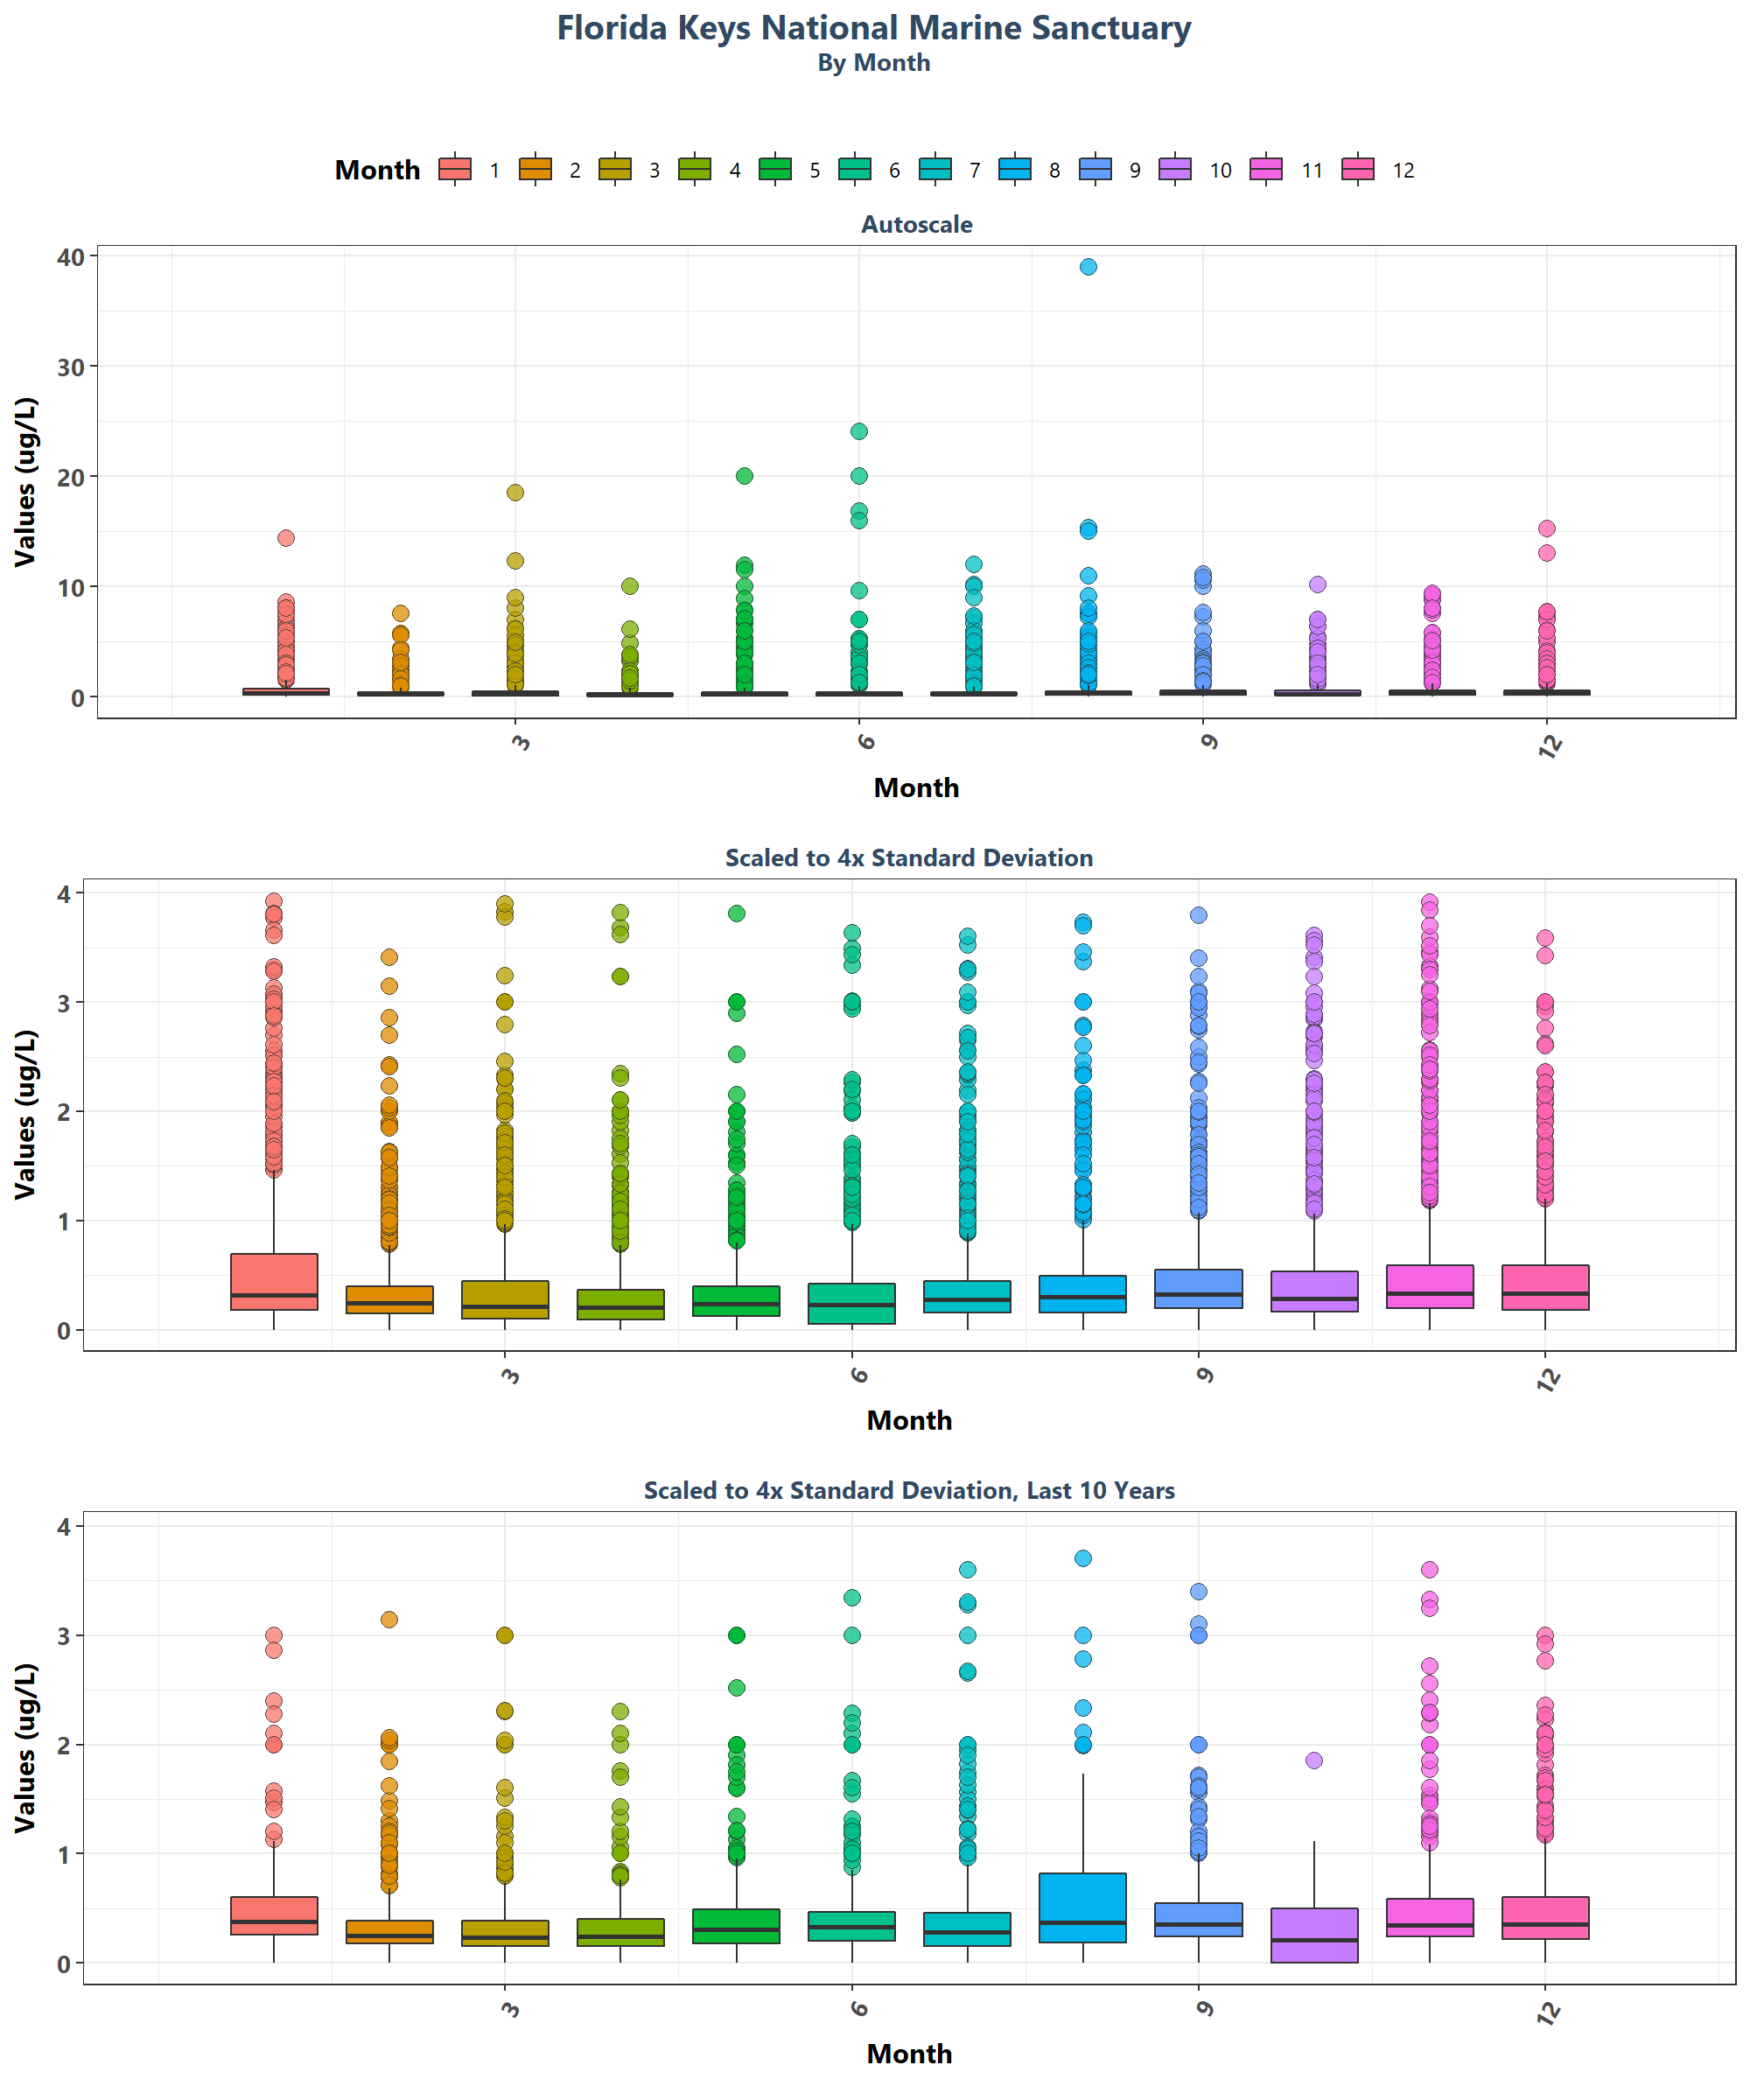 Florida Keys National Marine Sanctuary
By Month
Month 1 2 3 4 5 6 7 8 9 10 11 12
Autoscale
40
30
20
10
0
Values (ug/L)
3 6 9 12
Month
Scaled to 4x Standard Deviation
4
3
2
1
0
Values (ug/L)
3 6 9 12
Month
Scaled to 4x Standard Deviation, Last 10 Years
4
3
2
1
0
Values (ug/L)
3 6 9 12
Month